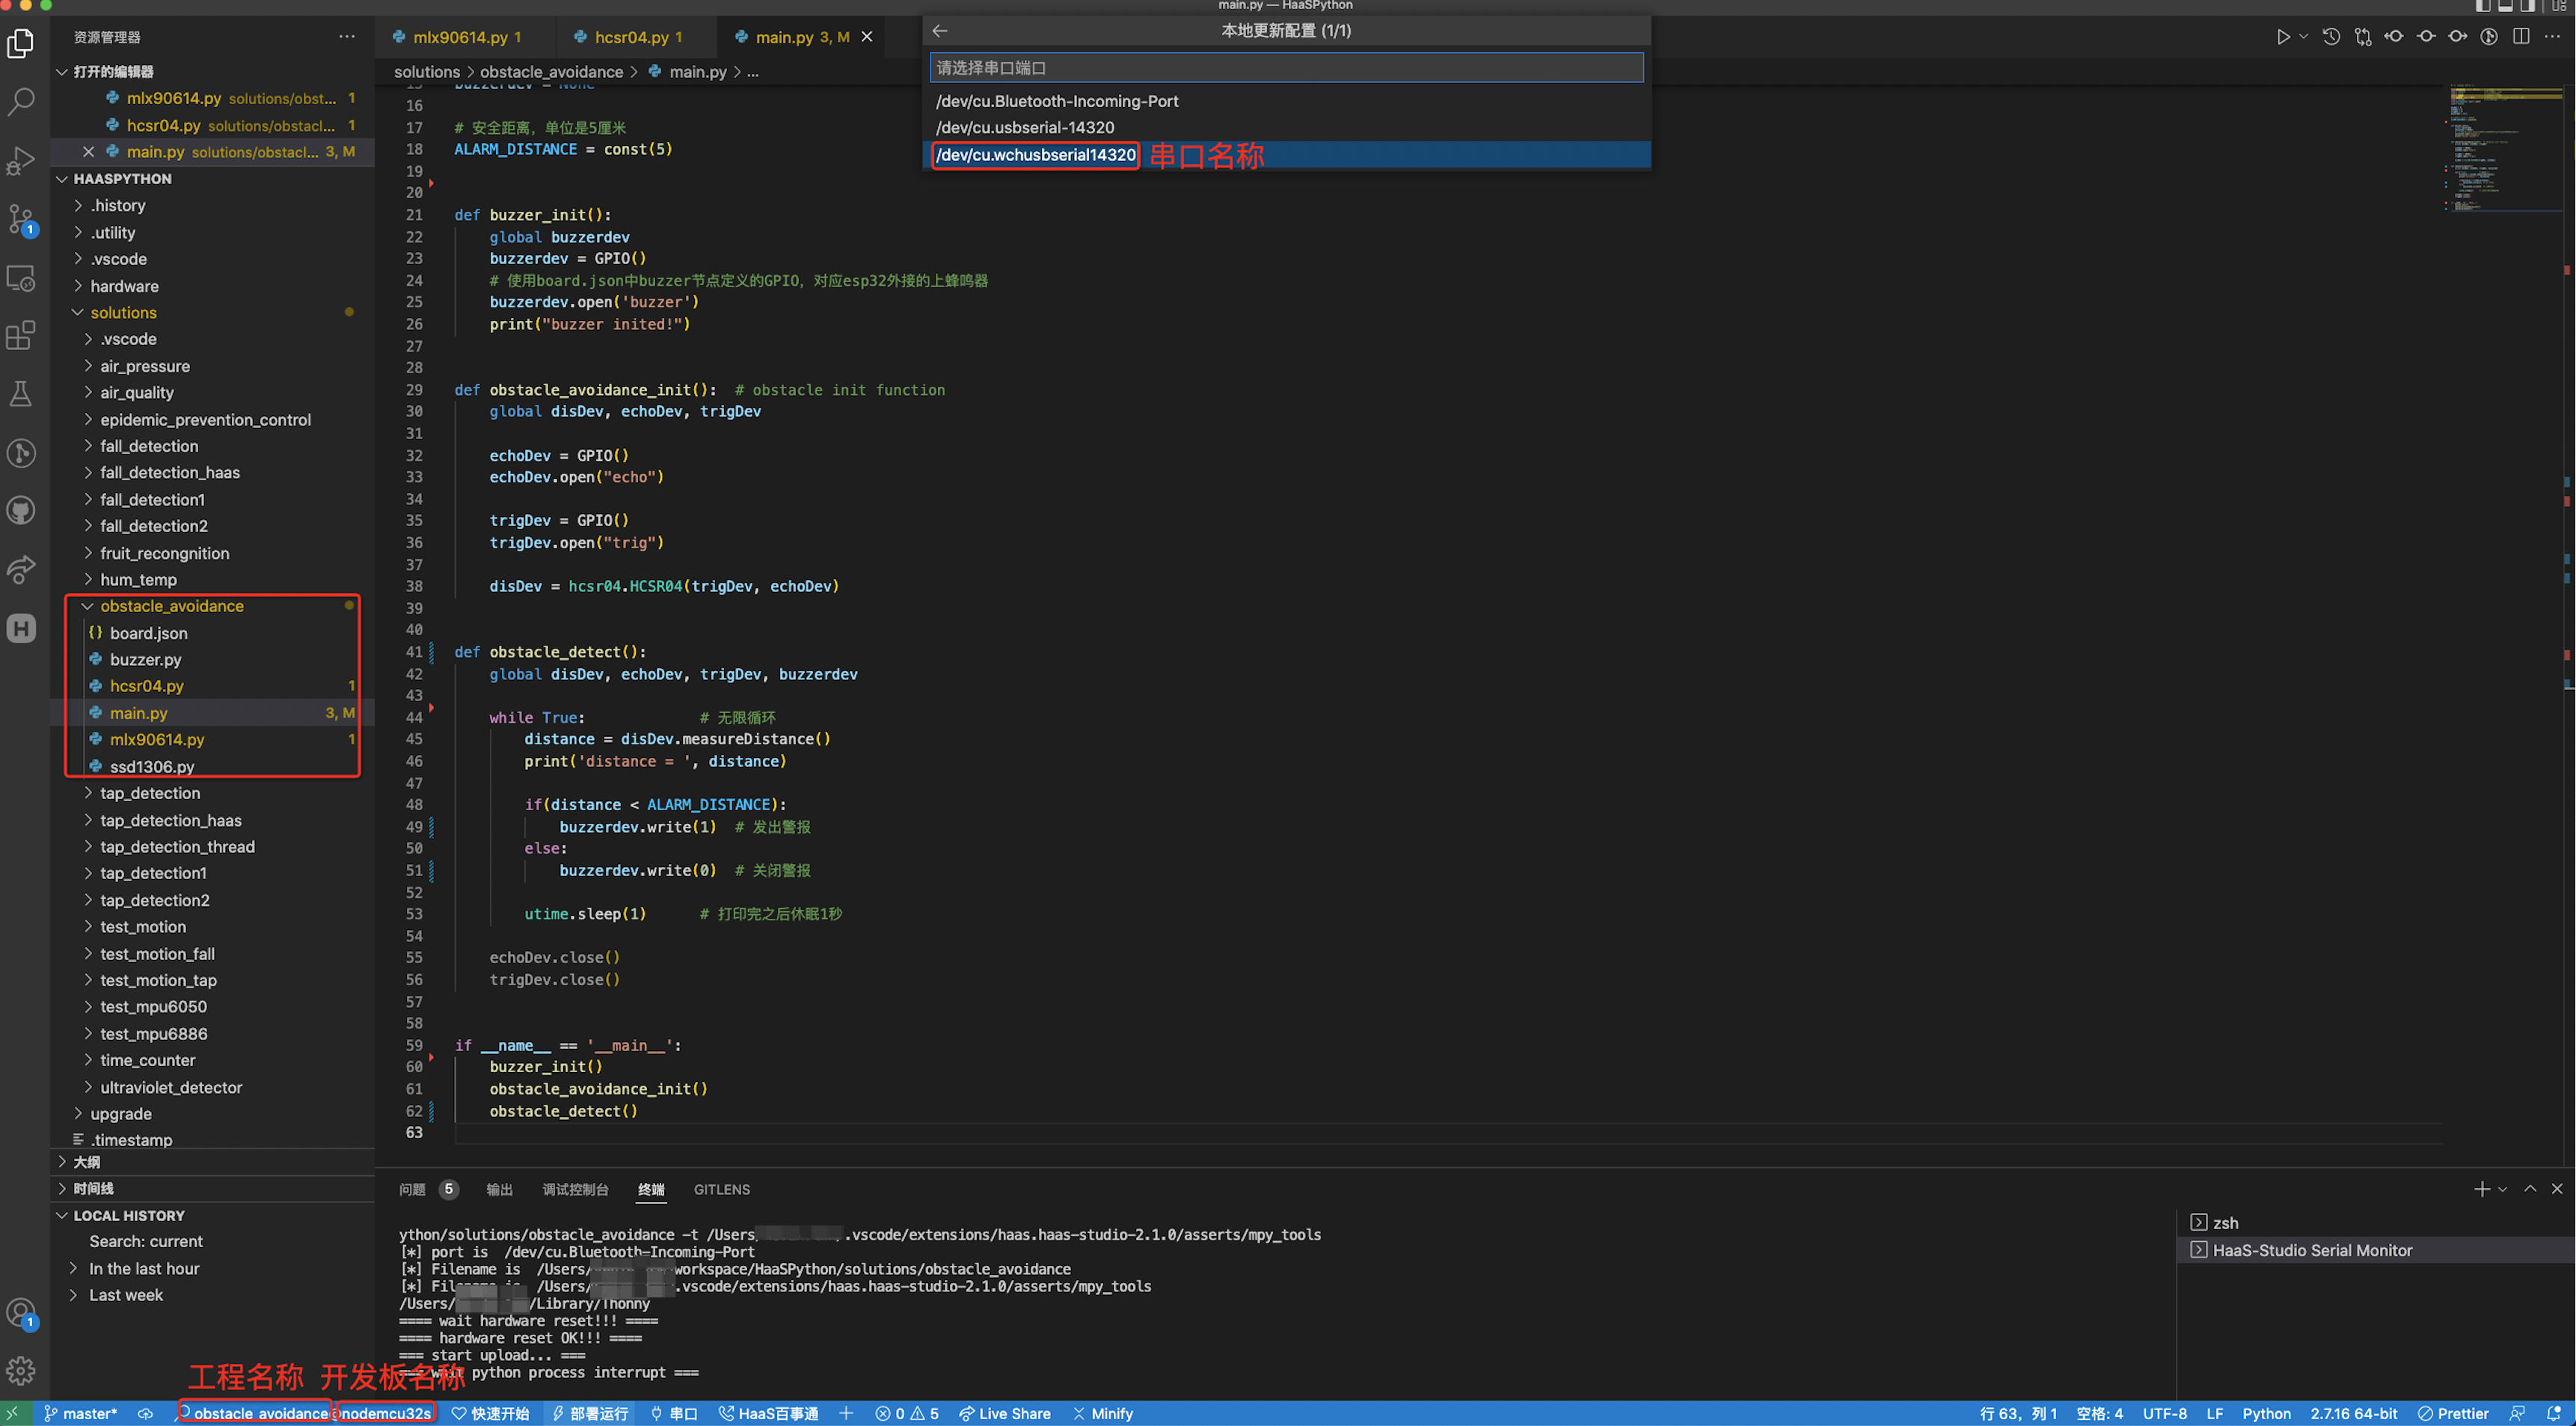 main.py — HaaSPython
资源管理器
打开的编辑器
mlx90614.py solutions/obst... 1
hcsr04.py solutions/obstacl... 1
main.py solutions/obstacl... 3, M
HAASPYTHON
.history
.utility
.vscode
hardware
solutions
.vscode
air_pressure
air_quality
epidemic_prevention_control
fall_detection
fall_detection_haas
fall_detection1
fall_detection2
fruit_recongnition
hum_temp
obstacle_avoidance
board.json
buzzer.py
hcsr04.py 1
main.py 3, M
mlx90614.py 1
ssd1306.py
tap_detection
tap_detection_haas
tap_detection_thread
tap_detection1
tap_detection2
test_motion
test_motion_fall
test_motion_tap
test_mpu6050
test_mpu6886
time_counter
ultraviolet_detector
upgrade
.timestamp
大纲
时间线
LOCAL HISTORY
Search: current
In the last hour
Last week
mlx90614.py 1
hcsr04.py 1
main.py 3, M
solutions > obstacle_avoidance > main.py > ...
本地更新配置 (1/1)
请选择串口端口
/dev/cu.Bluetooth-Incoming-Port
/dev/cu.usbserial-14320
/dev/cu.wchusbserial14320 串口名称
15 buzzerdev = None
16
17 # 安全距离，单位是5厘米
18 ALARM_DISTANCE = const(5)
19
20
21 def buzzer_init():
22 global buzzerdev
23 buzzerdev = GPIO()
24 # 使用board.json中buzzer节点定义的GPIO，对应esp32外接的上蜂鸣器
25 buzzerdev.open('buzzer')
26 print("buzzer inited!")
27
28
29 def obstacle_avoidance_init(): # obstacle init function
30 global disDev, echoDev, trigDev
31
32 echoDev = GPIO()
33 echoDev.open("echo")
34
35 trigDev = GPIO()
36 trigDev.open("trig")
37
38 disDev = hcsr04.HCSR04(trigDev, echoDev)
39
40
41 def obstacle_detect():
42 global disDev, echoDev, trigDev, buzzerdev
43
44 while True: # 无限循环
45 distance = disDev.measureDistance()
46 print('distance = ', distance)
47
48 if(distance < ALARM_DISTANCE):
49 buzzerdev.write(1) # 发出警报
50 else:
51 buzzerdev.write(0) # 关闭警报
52
53 utime.sleep(1) # 打印完之后休眠1秒
54
55 echoDev.close()
56 trigDev.close()
57
58
59 if __name__ == '__main__':
60 buzzer_init()
61 obstacle_avoidance_init()
62 obstacle_detect()
63
问题 5 输出 调试控制台 终端 GITLENS
ython/solutions/obstacle_avoidance -t /Users .vscode/extensions/haas.haas-studio-2.1.0/asserts/mpy_tools
[*] port is /dev/cu.Bluetooth-Incoming-Port
[*] Filename is /Users/ workspace/HaaSPython/solutions/obstacle_avoidance
[*] Filename is /Users/ .vscode/extensions/haas.haas-studio-2.1.0/asserts/mpy_tools
/Users/ /Library/Thonny
==== wait hardware reset!!! ====
==== hardware reset OK!!! ====
=== start upload... ===
=== wait python process interrupt ===
zsh
HaaS-Studio Serial Monitor
工程名称 开发板名称
1
1
master* obstacle_avoidance@nodemcu32s 快速开始 部署运行 串口 HaaS百事通 0 5 Live Share Minify
行 63，列 1 空格: 4 UTF-8 LF Python 2.7.16 64-bit Prettier